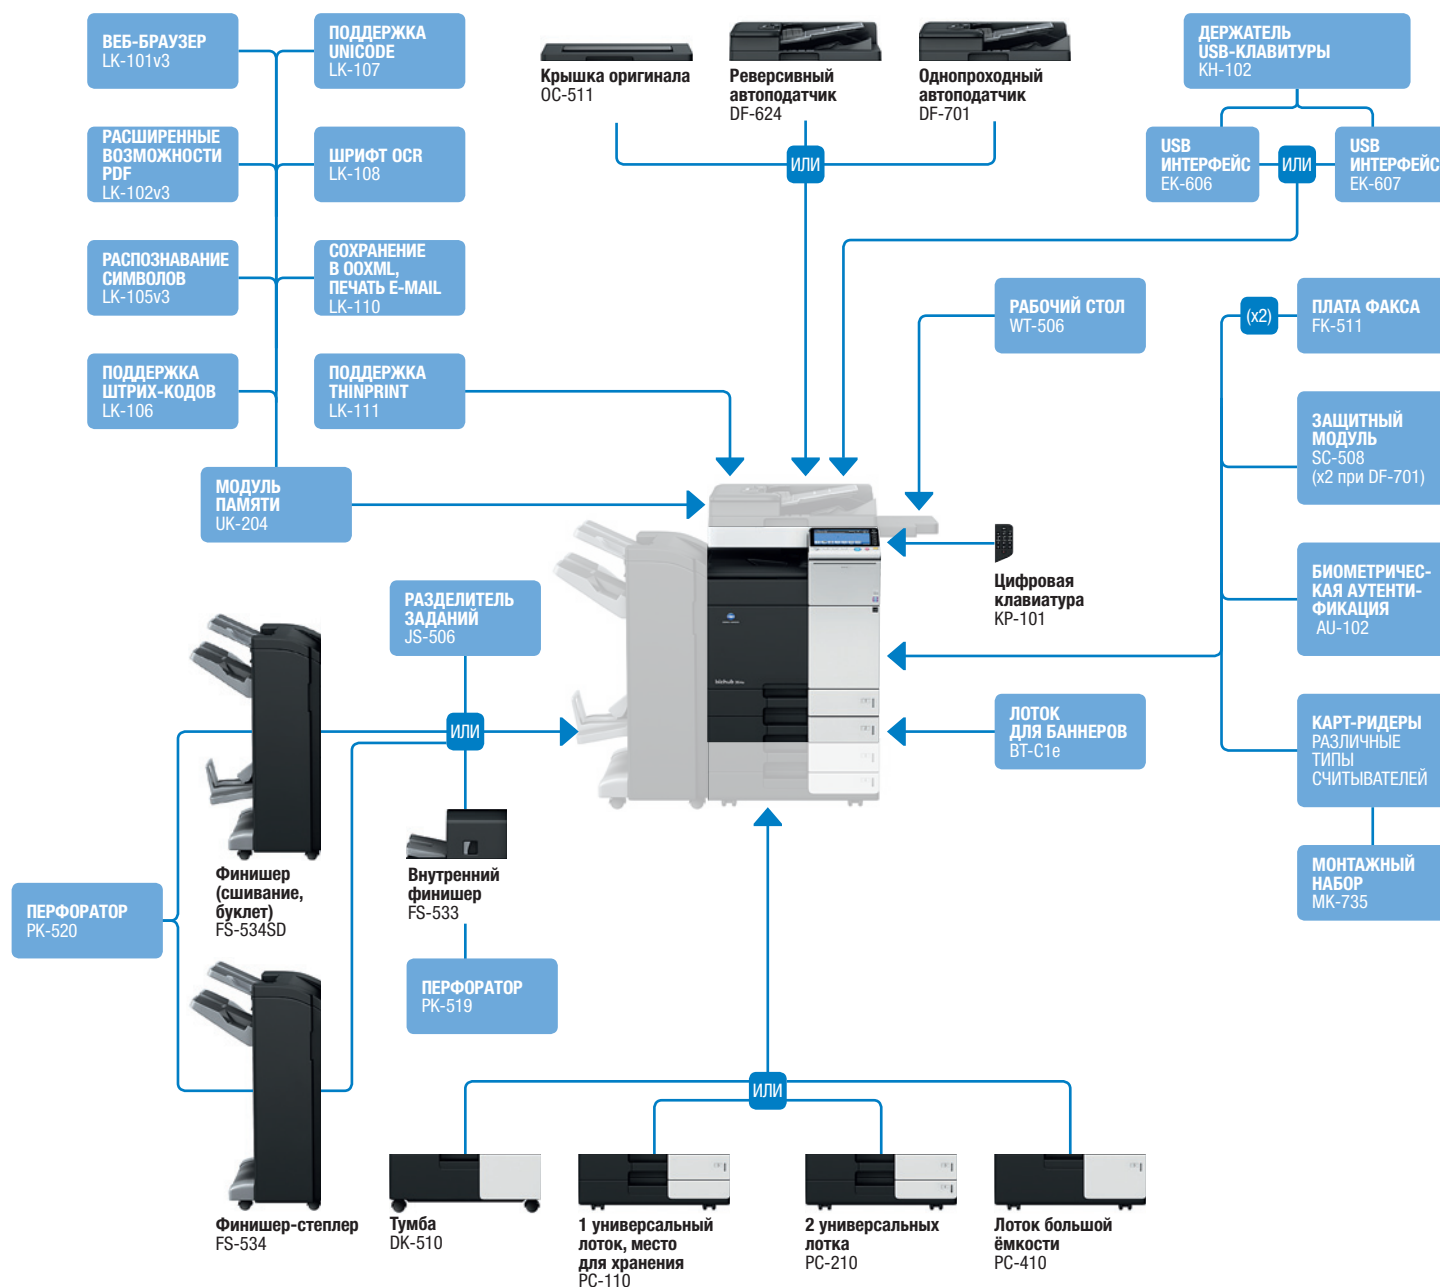 ВЕБ-БРАУЗЕР
LK-101v3
ПОДДЕРЖКА
UNICODE
LK-107
РАСШИРЕННЫЕ
ВОЗМОЖНОСТИ
PDF
LK-102v3
ШРИФТ OCR
LK-108
РАСПОЗНАВАНИЕ
СИМВОЛОВ
LK-105v3
СОХРАНЕНИЕ
В OOXML,
ПЕЧАТЬ E-MAIL
LK-110
ПОДДЕРЖКА
ШТРИХ-КОДОВ
LK-106
ПОДДЕРЖКА
THINPRINT
LK-111
МОДУЛЬ
ПАМЯТИ
UK-204
Крышка оригинала
OC-511
Реверсивный
автоподатчик
DF-624
Однопроходный
автоподатчик
DF-701
ИЛИ
ДЕРЖАТЕЛЬ
USB-КЛАВИТУРЫ
KH-102
USB
ИНТЕРФЕЙС
EK-606
ИЛИ
USB
ИНТЕРФЕЙС
EK-607
РАБОЧИЙ СТОЛ
WT-506
(x2)
ПЛАТА ФАКСА
FK-511
ЗАЩИТНЫЙ
МОДУЛЬ
SC-508
(x2 при DF-701)
БИОМЕТРИЧЕС-
КАЯ АУТЕНТИ-
ФИКАЦИЯ
AU-102
КАРТ-РИДЕРЫ
РАЗЛИЧНЫЕ
ТИПЫ
СЧИТЫВАТЕЛЕЙ
МОНТАЖНЫЙ
НАБОР
MK-735
Цифровая
клавиатура
KP-101
ЛОТОК
ДЛЯ БАННЕРОВ
BT-C1e
bizhub
РАЗДЕЛИТЕЛЬ
ЗАДАНИЙ
JS-506
ИЛИ
Финишер
(сшивание,
буклет)
FS-534SD
Внутренний
финишер
FS-533
ПЕРФОРАТОР
PK-520
ПЕРФОРАТОР
PK-519
Финишер-степлер
FS-534
ИЛИ
Тумба
DK-510
1 универсальный
лоток, место
для хранения
PC-110
2 универсальных
лотка
PC-210
Лоток большой
ёмкости
PC-410